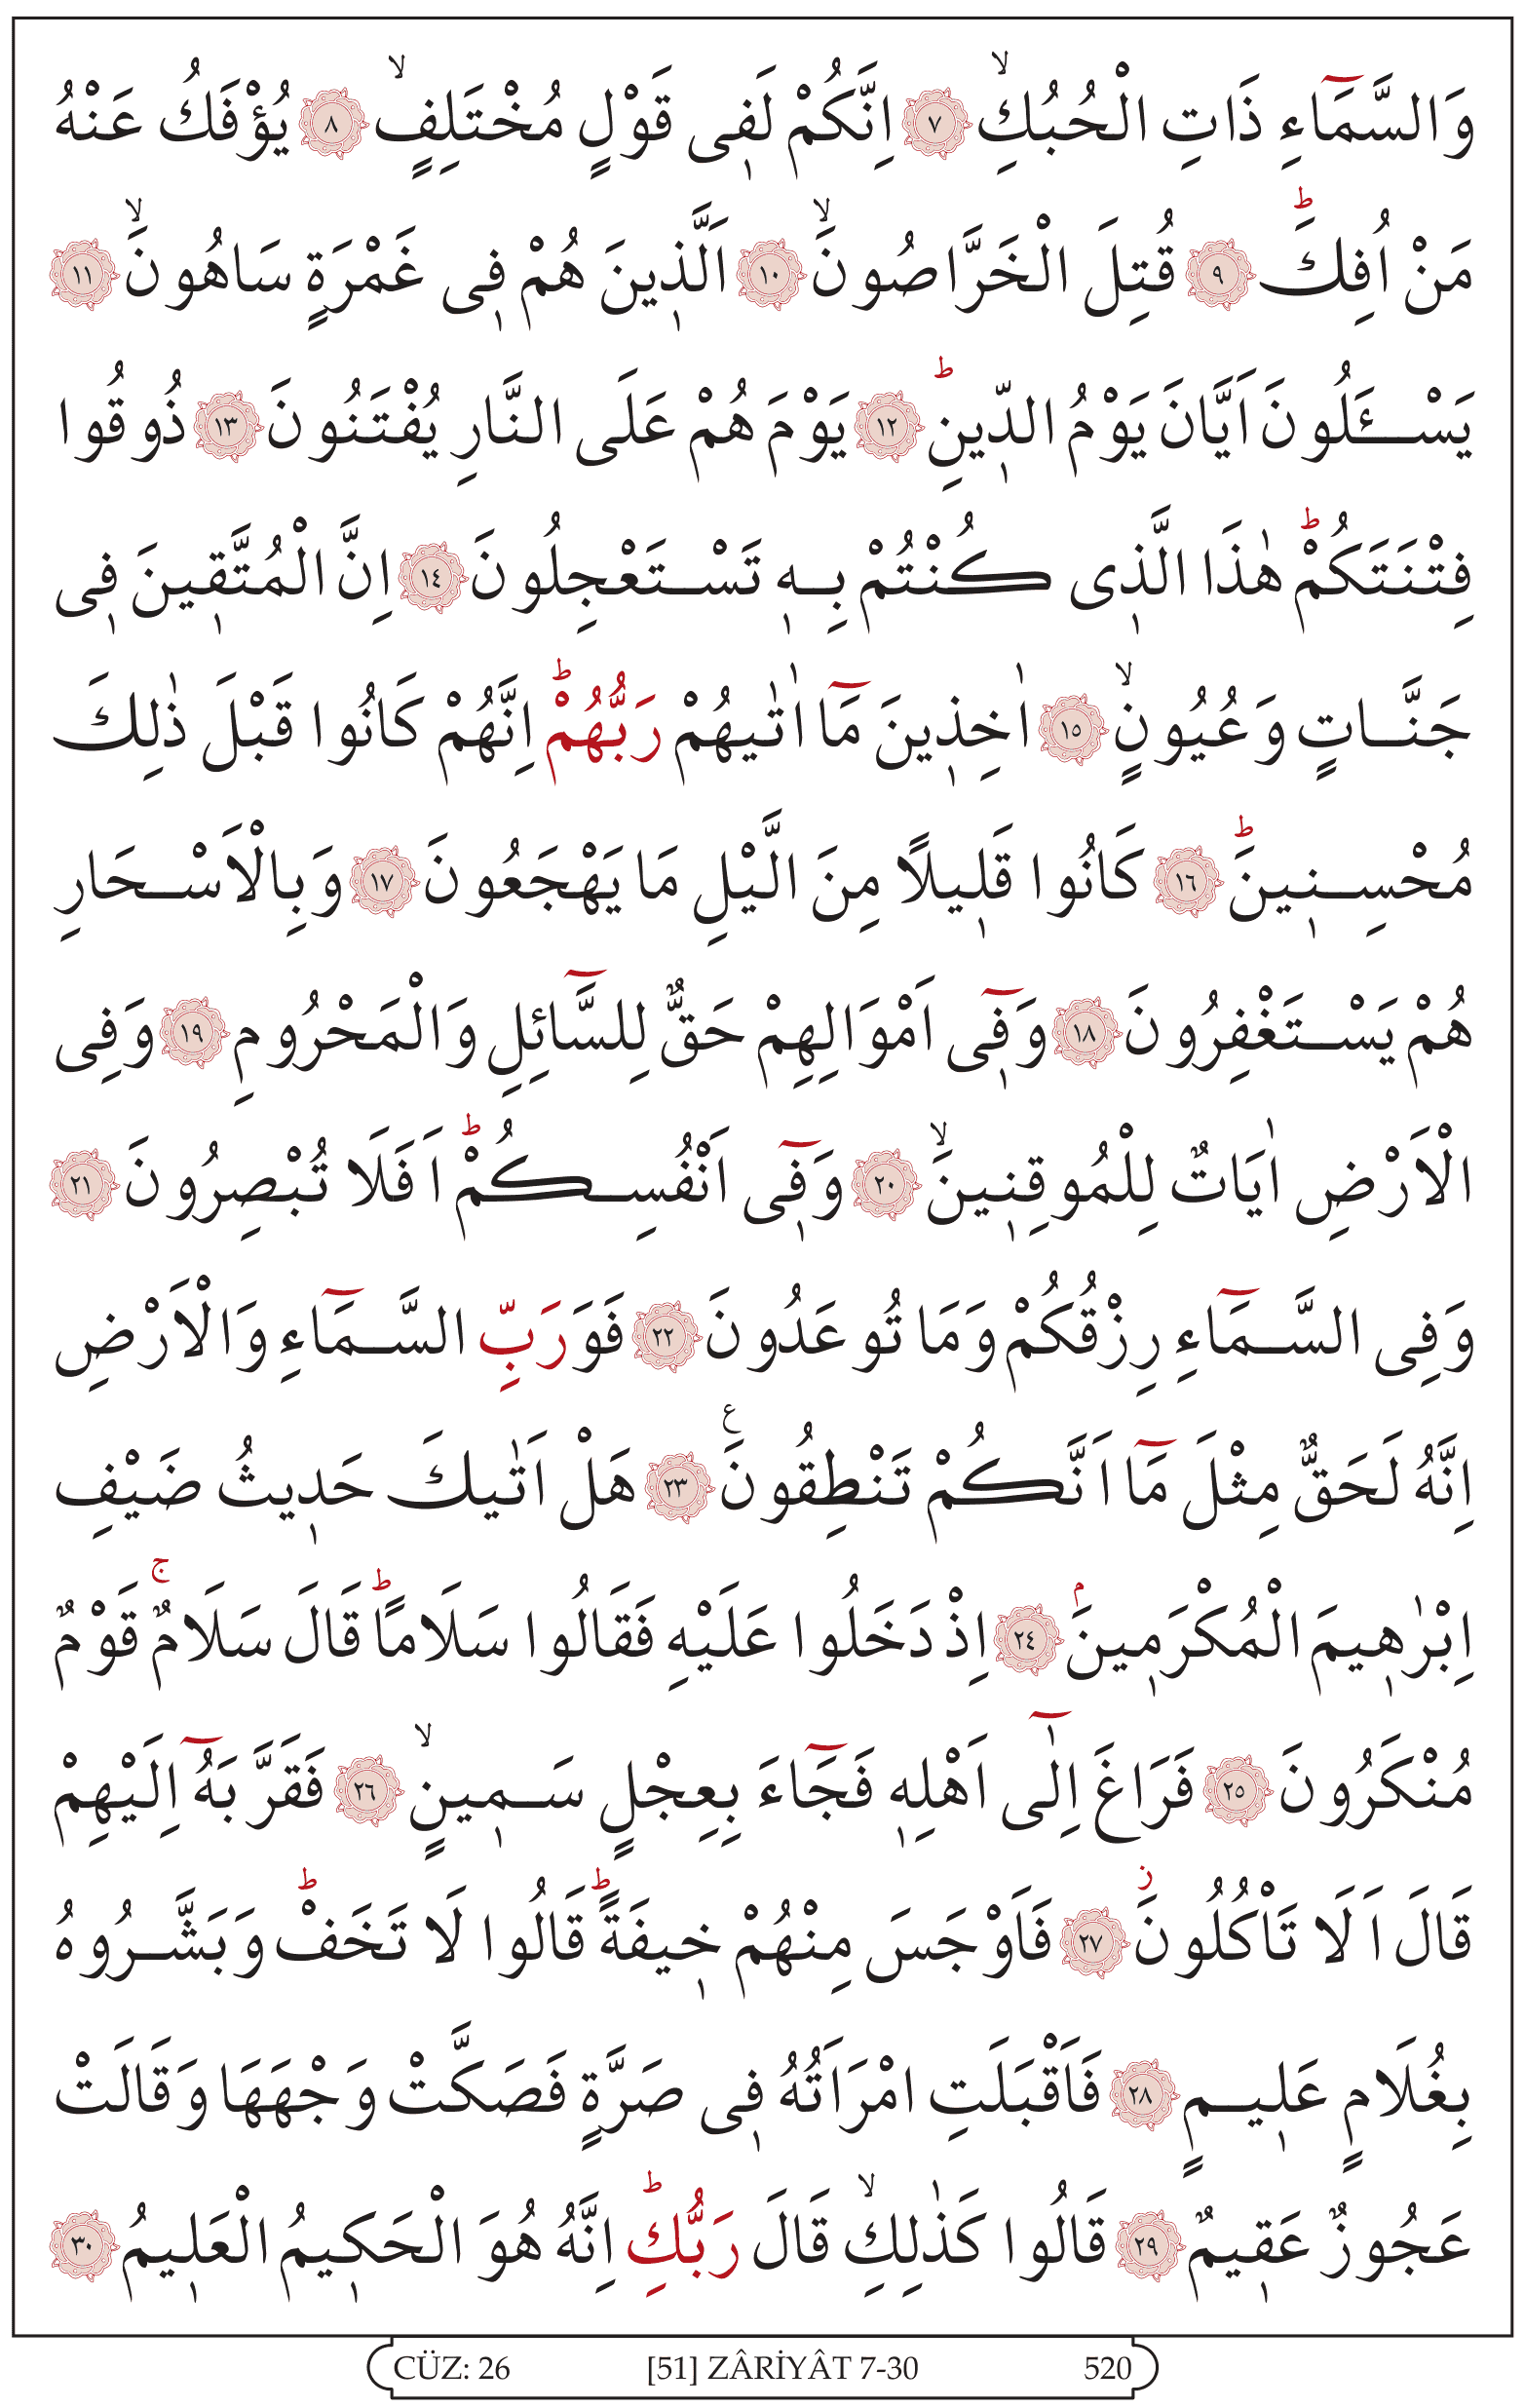 وَالسَّمَٓاءِ ذَاتِ الْحُبُكِۙ ﴿٧﴾ اِنَّكُمْ لَف۪ي قَوْلٍ مُخْتَلِفٍۙ ﴿٨﴾ يُؤْفَكُ عَنْهُ
مَنْ اُفِكَۜ ﴿٩﴾ قُتِلَ الْخَرَّاصُونَۙ ﴿١٠﴾ اَلَّذ۪ينَ هُمْ ف۪ي غَمْرَةٍ سَاهُونَۙ ﴿١١﴾
يَسْـَٔلُونَ اَيَّانَ يَوْمُ الدّ۪ينِۜ ﴿١٢﴾ يَوْمَ هُمْ عَلَى النَّارِ يُفْتَنُونَ ﴿١٣﴾ ذُوقُوا
فِتْنَتَكُمْۜ هٰذَا الَّذ۪ي كُنْتُمْ بِه۪ تَسْتَعْجِلُونَ ﴿١٤﴾ اِنَّ الْمُتَّق۪ينَ ف۪ي
جَنَّاتٍ وَعُيُونٍۙ ﴿١٥﴾ اٰخِذ۪ينَ مَٓا اٰتٰيهُمْ رَبُّهُمْۜ اِنَّهُمْ كَانُوا قَبْلَ ذٰلِكَ
مُحْسِن۪ينَۜ ﴿١٦﴾ كَانُوا قَل۪يلاً مِنَ الَّيْلِ مَا يَهْجَعُونَ ﴿١٧﴾ وَبِالْاَسْحَارِ
هُمْ يَسْتَغْفِرُونَ ﴿١٨﴾ وَف۪ٓي اَمْوَالِهِمْ حَقٌّ لِلسَّٓائِلِ وَالْمَحْرُومِ ﴿١٩﴾ وَفِي
الْاَرْضِ اٰيَاتٌ لِلْمُوقِن۪ينَۙ ﴿٢٠﴾ وَف۪ٓي اَنْفُسِكُمْۜ اَفَلَا تُبْصِرُونَ ﴿٢١﴾
وَفِي السَّمَٓاءِ رِزْقُكُمْ وَمَا تُوعَدُونَ ﴿٢٢﴾ فَوَرَبِّ السَّمَٓاءِ وَالْاَرْضِ
اِنَّهُ لَحَقٌّ مِثْلَ مَٓا اَنَّكُمْ تَنْطِقُونَ۟ ﴿٢٣﴾ هَلْ اَتٰيكَ حَد۪يثُ ضَيْفِ
اِبْرٰه۪يمَ الْمُكْرَم۪ينَۢ ﴿٢٤﴾ اِذْ دَخَلُوا عَلَيْهِ فَقَالُوا سَلَاماًۜ قَالَ سَلَامٌۚ قَوْمٌ
مُنْكَرُونَ ﴿٢٥﴾ فَرَاغَ اِلٰٓى اَهْلِه۪ فَجَٓاءَ بِعِجْلٍ سَم۪ينٍۙ ﴿٢٦﴾ فَقَرَّبَهُٓ اِلَيْهِمْ
قَالَ اَلَا تَاْكُلُونَۘ ﴿٢٧﴾ فَاَوْجَسَ مِنْهُمْ خ۪يفَةًۜ قَالُوا لَا تَخَفْۜ وَبَشَّرُوهُ
بِغُلَامٍ عَل۪يمٍ ﴿٢٨﴾ فَاَقْبَلَتِ امْرَاَتُهُ ف۪ي صَرَّةٍ فَصَكَّتْ وَجْهَهَا وَقَالَتْ
عَجُوزٌ عَق۪يمٌ ﴿٢٩﴾ قَالُوا كَذٰلِكِۙ قَالَ رَبُّكِۜ اِنَّهُ هُوَ الْحَك۪يمُ الْعَل۪يمُ ﴿٣٠﴾
CÜZ: 26 [51] ZÂRİYÂT 7-30 520